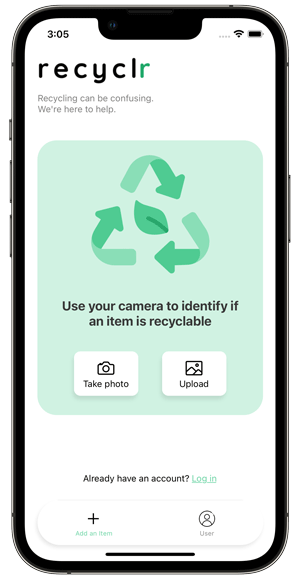 3:05
recyclr
Recycling can be confusing.
We're here to help.
Use your camera to identify if
an item is recyclable
Take photo
Upload
Already have an account? Log in
Add an Item
User